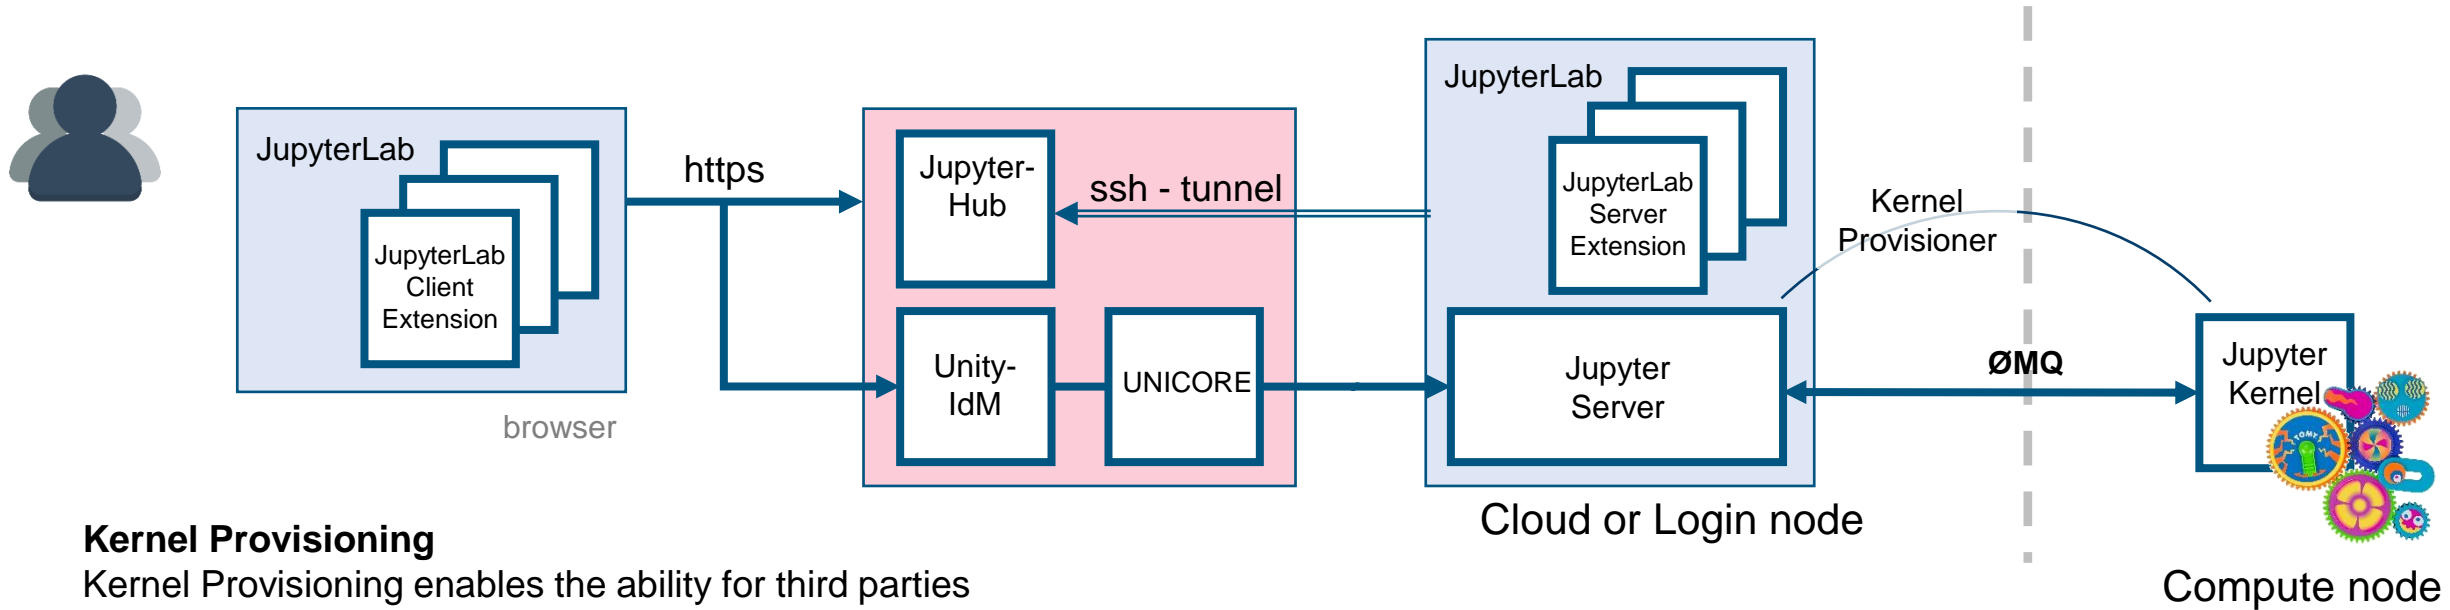 JupyterLab
JupyterLab
Client
Extension
browser
https
Jupyter-
Hub
ssh - tunnel
Unity-
IdM
UNICORE
JupyterLab
JupyterLab
Server
Extension
Jupyter
Server
Cloud or Login node
Kernel
Provisioner
ØMQ
Jupyter
Kernel
TOMY
Compute node
Kernel Provisioning
Kernel Provisioning enables the ability for third parties